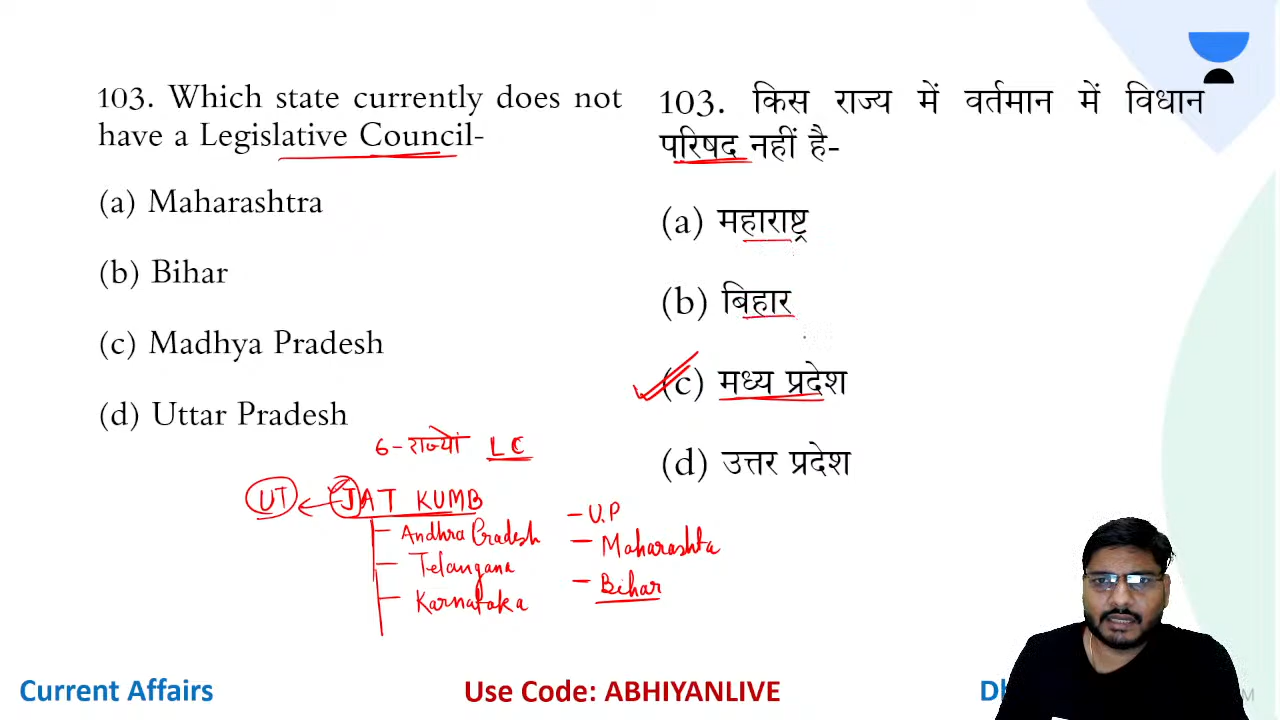 103. Which state currently does not
have a Legislative Council-
(a) Maharashtra
(b) Bihar
(c) Madhya Pradesh
(d) Uttar Pradesh
103. किस राज्य में वर्तमान में विधान
परिषद नहीं है-
(a) महाराष्ट्र
(b) बिहार
(c) मध्य प्रदेश
(d) उत्तर प्रदेश
6 - राज्यों LC
UT JAT KUMB
Andhra Pradesh
Telangana
Karnataka
- U.P
- Maharashta
- Bihar
Current Affairs
Use Code: ABHIYANLIVE